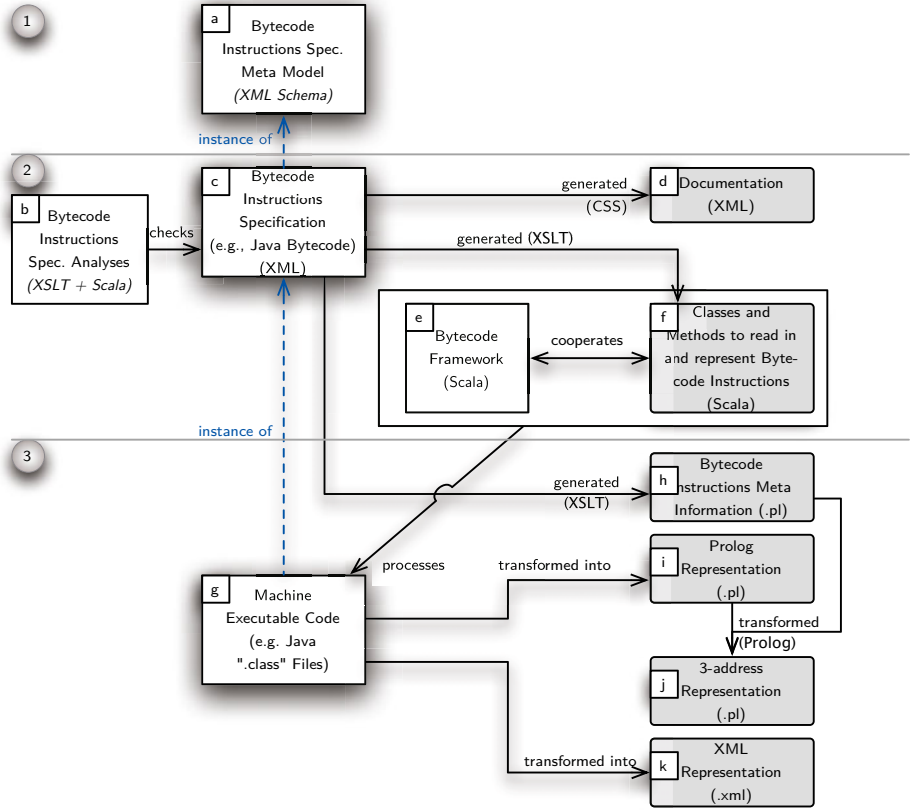 1
a
Bytecode
Instructions Spec.
Meta Model
(XML Schema)
instance of
2
b
Bytecode
Instructions
Spec. Analyses
(XSLT + Scala)
checks
c
Bytecode
Instructions
Specification
(e.g., Java Bytecode)
(XML)
generated
(CSS)
d
Documentation
(XML)
generated (XSLT)
e
Bytecode
Framework
(Scala)
cooperates
f
Classes and
Methods to read in
and represent Byte-
code Instructions
(Scala)
instance of
3
generated
(XSLT)
h
Bytecode
Instructions Meta
Information (.pl)
processes
transformed into
i
Prolog
Representation
(.pl)
g
Machine
Executable Code
(e.g. Java
".class" Files)
transformed
(Prolog)
j
3-address
Representation
(.pl)
transformed into
k
XML
Representation
(.xml)